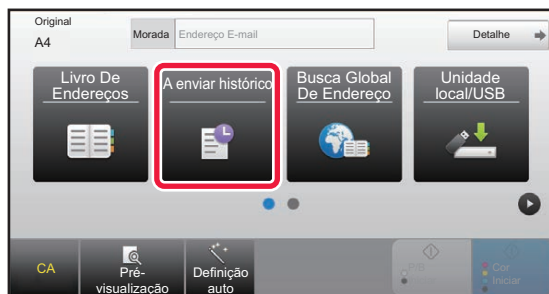 Original
A4
Morada
Endereço E-mail
Detalhe
Livro De
Endereços
A enviar histórico
Busca Global
De Endereço
Unidade
local/USB
CA
Pré-
visualização
Definição
auto
Cor
Iniciar